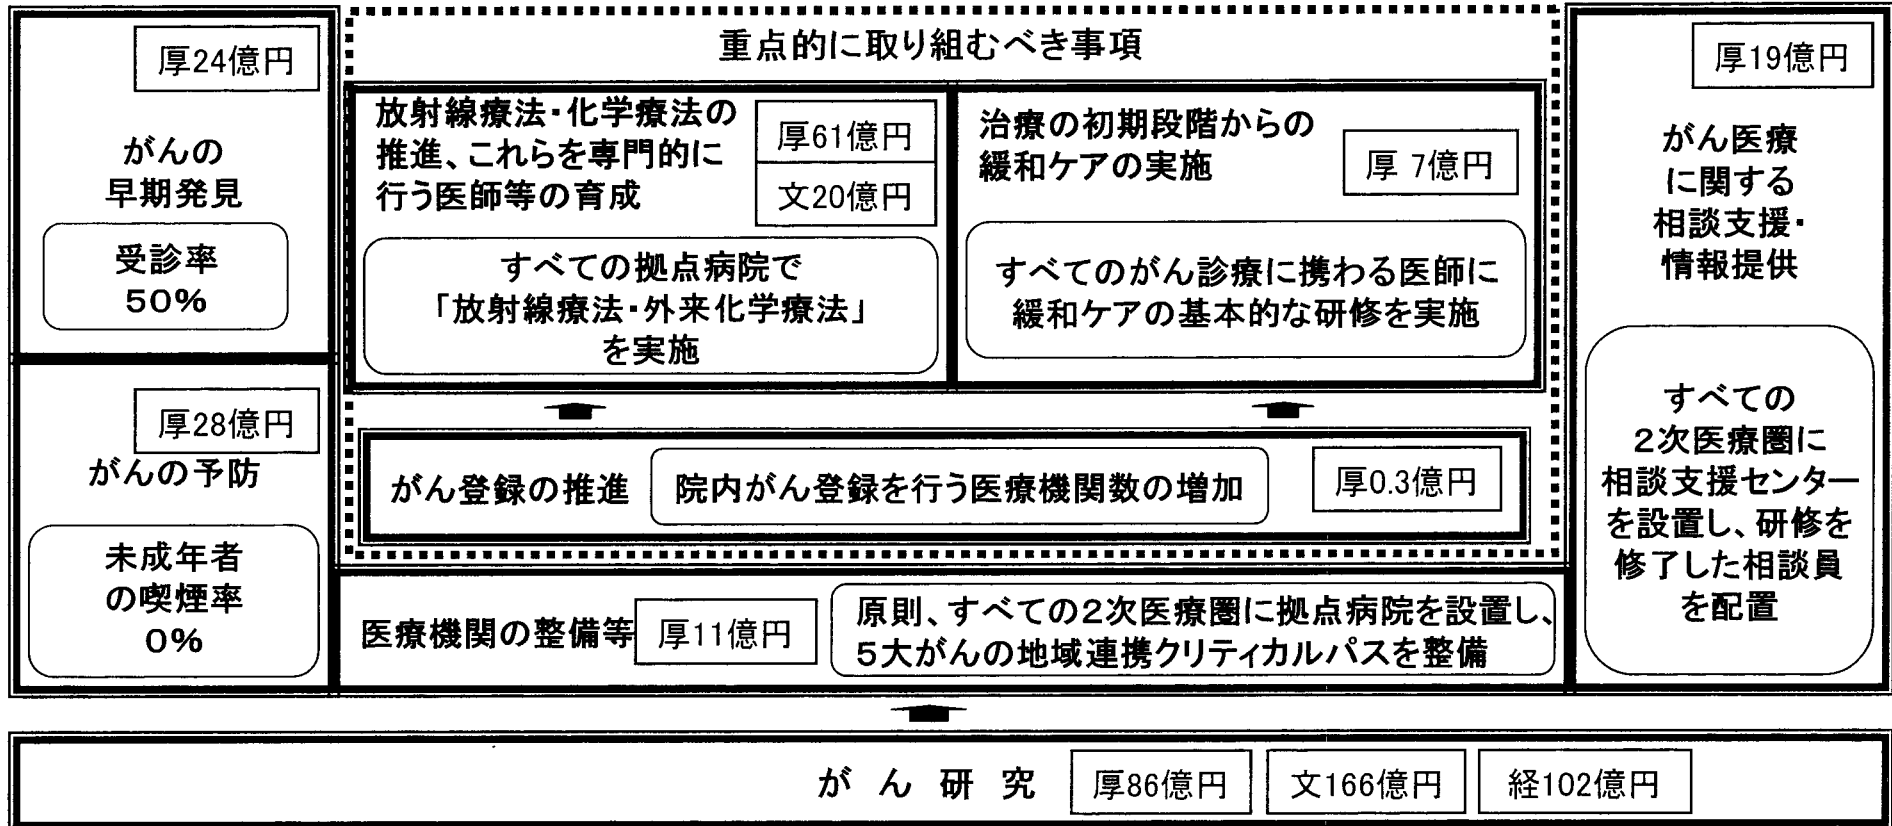 厚24億円
がんの
早期発見
受診率
50%
厚28億円
がんの予防
未成年者
の喫煙率
0%
重点的に取り組むべき事項
放射線療法・化学療法の
推進、これらを専門的に
行う医師等の育成
厚61億円
文20億円
すべての拠点病院で
「放射線療法・外来化学療法」
を実施
治療の初期段階からの
緩和ケアの実施
厚 7億円
すべてのがん診療に携わる医師に
緩和ケアの基本的な研修を実施
がん登録の推進
院内がん登録を行う医療機関数の増加
厚0.3億円
医療機関の整備等
厚11億円
原則、すべての2次医療圏に拠点病院を設置し、
5大がんの地域連携クリティカルパスを整備
厚19億円
がん医療
に関する
相談支援・
情報提供
すべての
2次医療圏に
相談支援センター
を設置し、研修を
修了した相談員
を配置
がん研究
厚86億円
文166億円
経102億円